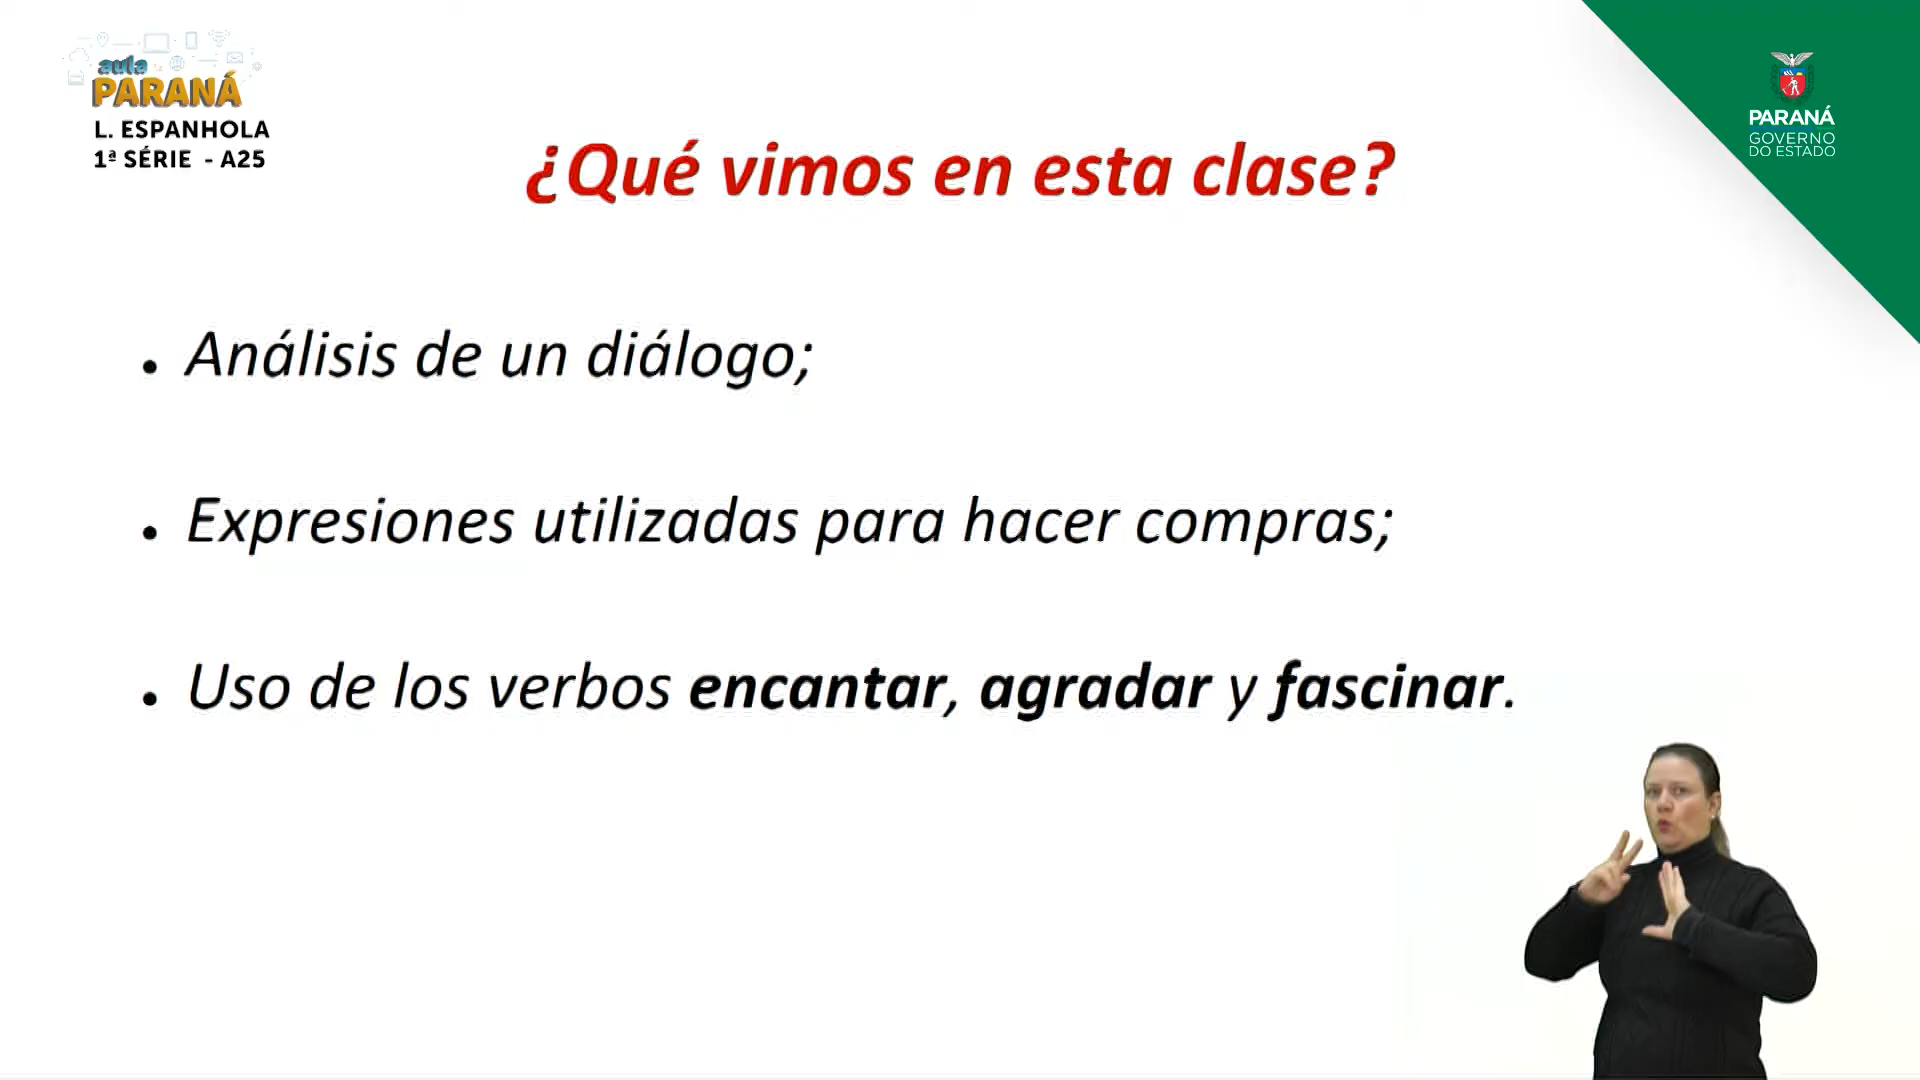 aula
PARANÁ
L. ESPANHOLA
1ª SÉRIE - A25
PARANÁ
GOVERNO
DO ESTADO
¿Qué vimos en esta clase?
• Análisis de un diálogo;
• Expresiones utilizadas para hacer compras;
• Uso de los verbos encantar, agradar y fascinar.